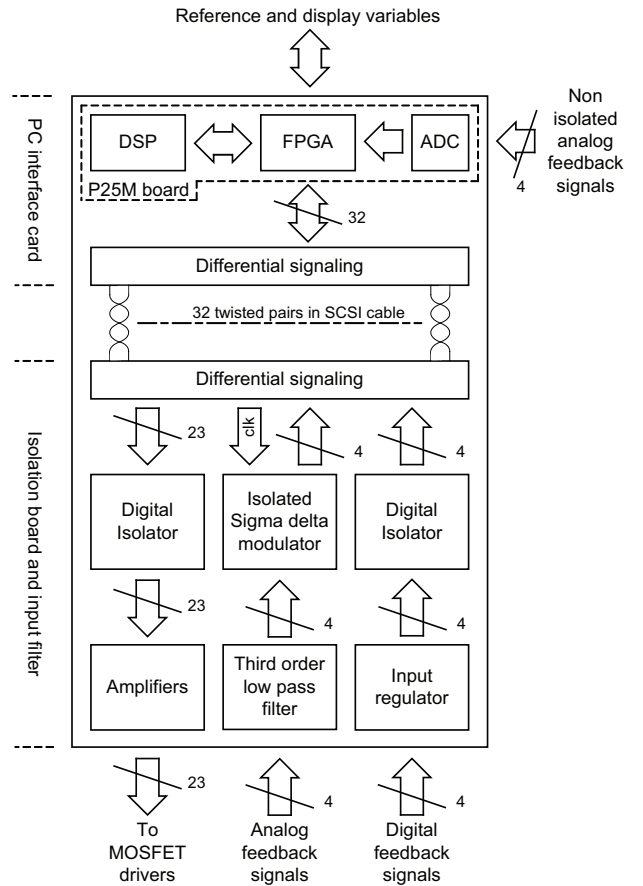 Reference and display variables
PC interface card
DSP
FPGA
ADC
P25M board
Non
isolated
analog
feedback
signals
4
32
Differential signaling
32 twisted pairs in SCSI cable
Differential signaling
Isolation board and input filter
23
clk
4
4
Digital
Isolator
Isolated
Sigma delta
modulator
Digital
Isolator
23
4
4
Amplifiers
Third order
low pass
filter
Input
regulator
23
4
4
To
MOSFET
drivers
Analog
feedback
signals
Digital
feedback
signals